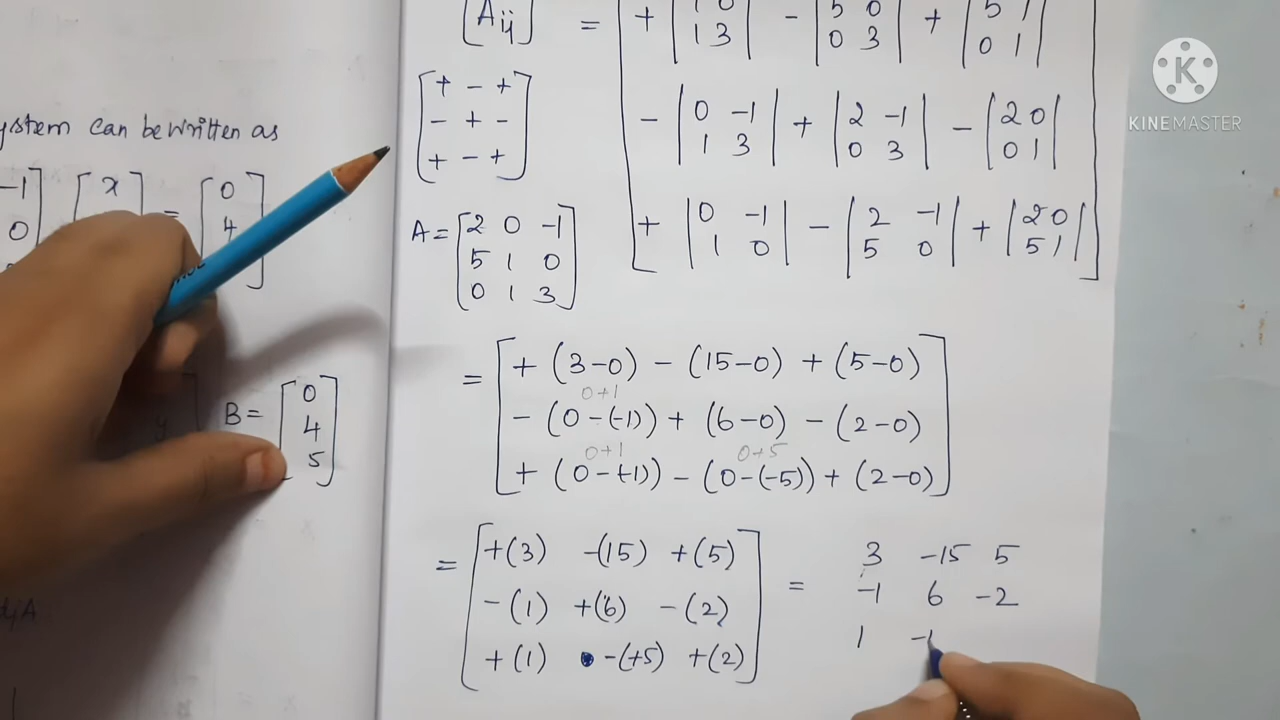 [Aij] = + |1 0 1 3| - |5 0 0 3| + |5 1 0 1|
[+ - +
- + -
+ - +]
- |0 -1 1 3| + |2 -1 0 3| - |2 0 0 1|
+ |0 -1 1 0| - |2 -1 5 0| + |2 0 5 1|
A = [2 0 -1
5 1 0
0 1 3]
= [+ (3-0) - (15-0) + (5-0)
0+1
- (0-(-1)) + (6-0) - (2-0)
0+1 0+5
+ (0-(-1)) - (0-(-5)) + (2-0)]
= [+(3) -(15) +(5)
-(1) +(6) -(2)
+(1) -(+5) +(2)]
= 3 -15 5
-1 6 -2
1 -
can be written as
-1] [x] = [0
0 4
B = [0
4
5]
y
KINEMASTER